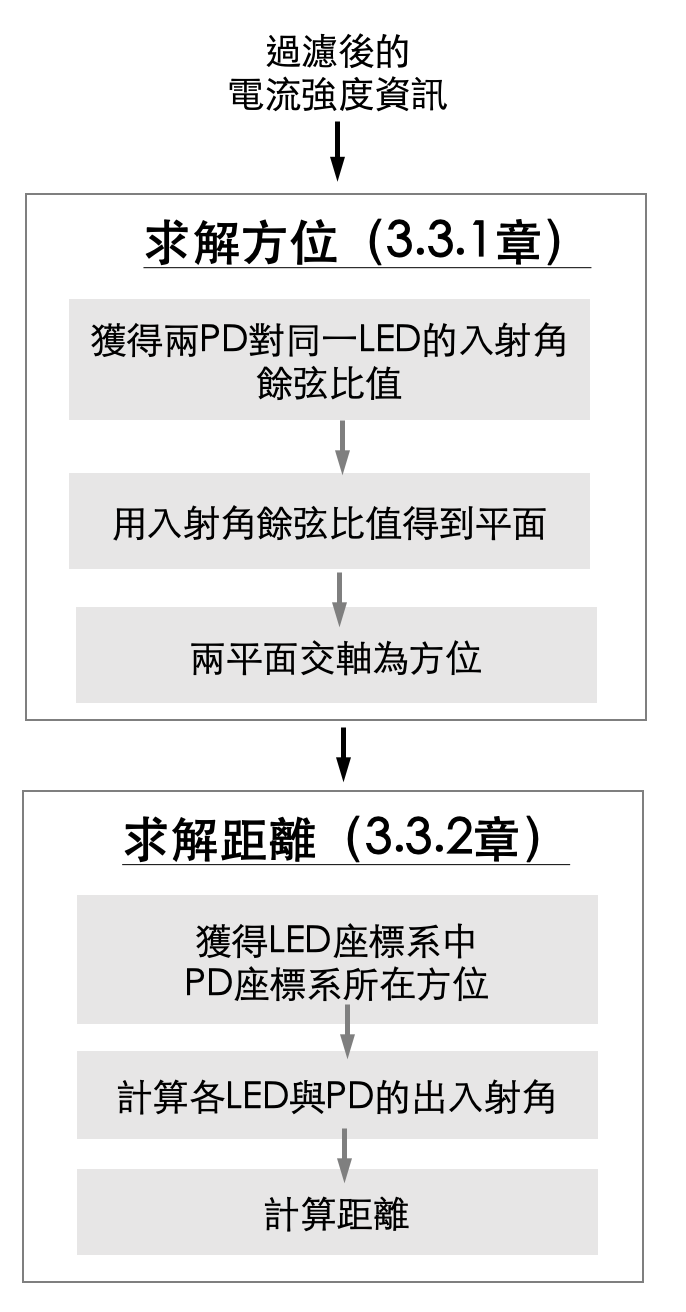 過濾後的
電流強度資訊
求解方位（3.3.1章）
獲得兩PD對同一LED的入射角
餘弦比值
用入射角餘弦比值得到平面
兩平面交軸為方位
求解距離（3.3.2章）
獲得LED座標系中
PD座標系所在方位
計算各LED與PD的出入射角
計算距離